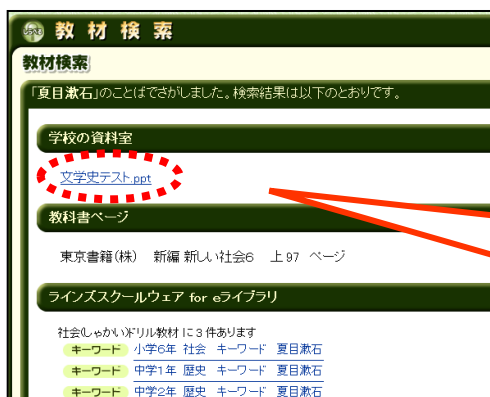 教材検索
教材検索
「夏目漱石」のことばでさがしました。検索結果は以下のとおりです。
学校の資料室
文学史テスト.ppt
教科書ページ
東京書籍(株) 新編 新しい社会6 上 97 ページ
ラインズスクールウェア for eライブラリ
社会(しゃかい)ドリル教材 に 3 件あります
キーワード 小学6年 社会 キーワード 夏目漱石
キーワード 中学1年 歴史 キーワード 夏目漱石
キーワード 中学2年 歴史 キーワード 夏目漱石